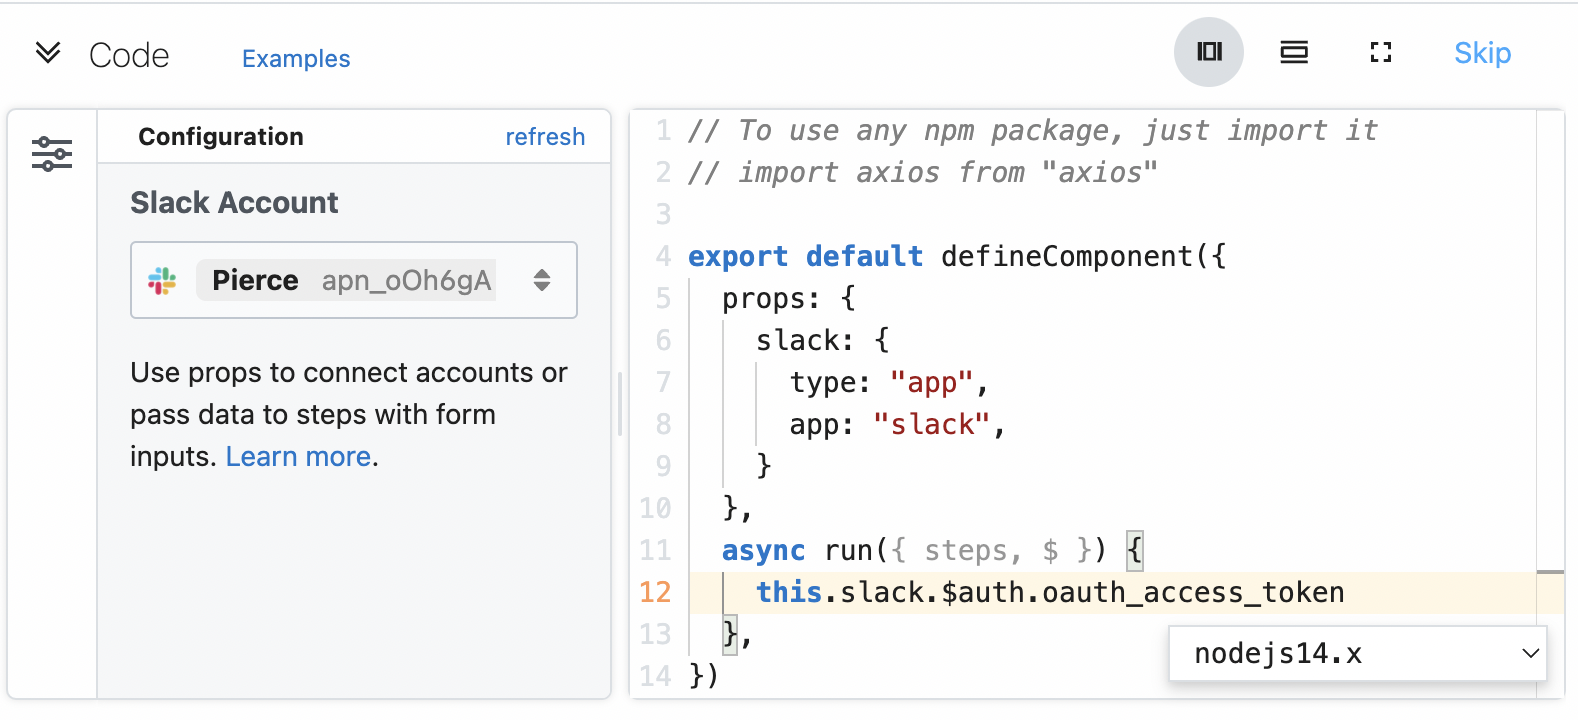 Code
Examples
Skip
Configuration
refresh
Slack Account
Pierce apn_oOh6gA
Use props to connect accounts or
pass data to steps with form
inputs. Learn more.
1 // To use any npm package, just import it
2 // import axios from "axios"
3
4 export default defineComponent({
5 props: {
6 slack: {
7 type: "app",
8 app: "slack",
9 }
10 },
11 async run({ steps, $ }) {
12 this.slack.$auth.oauth_access_token
13 },
14 })
nodejs14.x